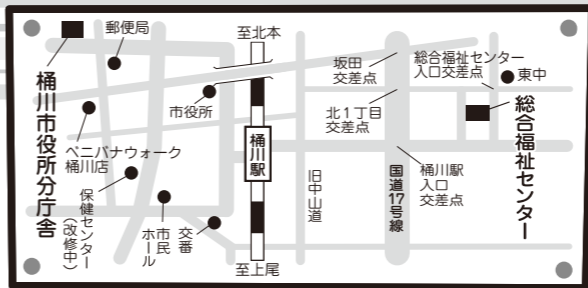 至北本
郵便局
市役所
桶川市役所分庁舎
ベニバナウォーク
桶川店
保健センター
(改修中)
市民
ホール
交番
桶川駅
至上尾
旧中山道
坂田
交差点
北1丁目
交差点
国道17号線
桶川駅
入口
交差点
総合福祉センター
入口交差点
東中
総合福祉センター